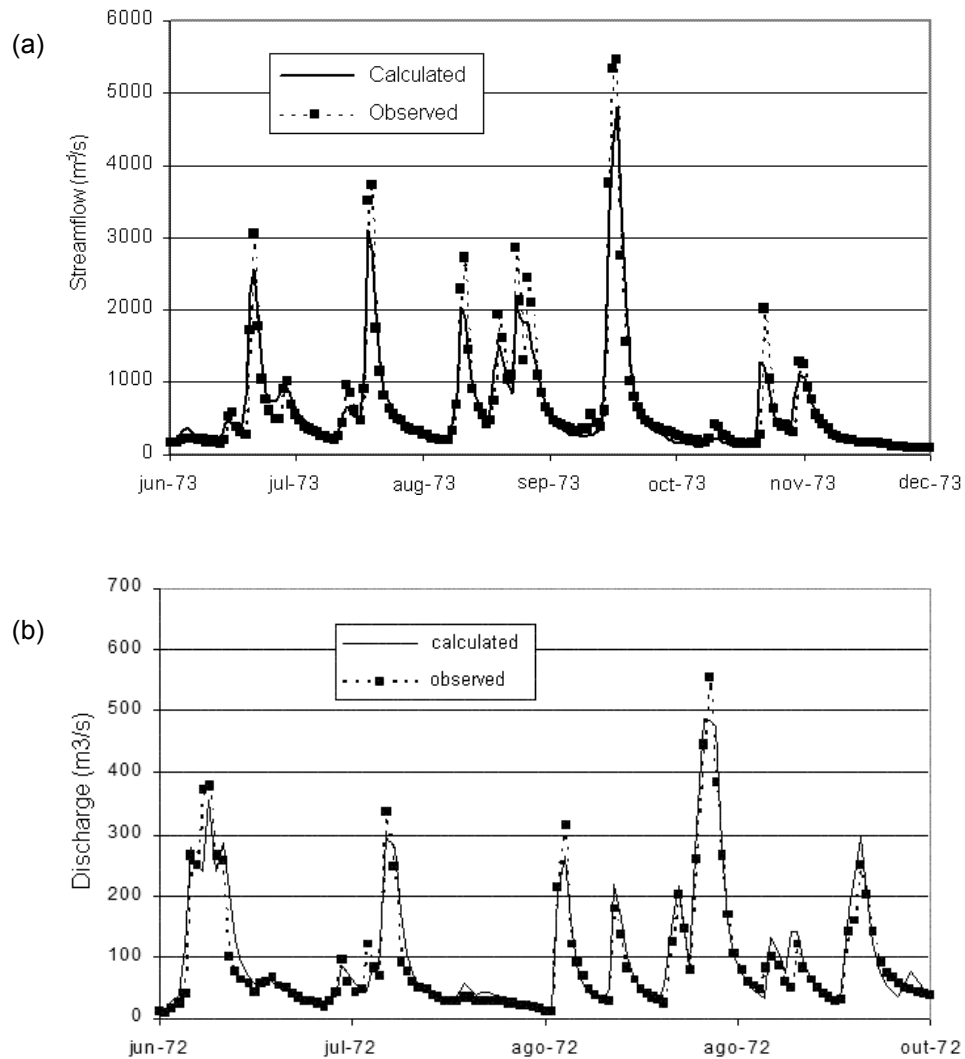 (a)
6000
5000
4000
3000
2000
1000
0
Streamflow (m³/s)
Calculated
Observed
jun-73 jul-73 aug-73 sep-73 oct-73 nov-73 dec-73
(b)
700
600
500
400
300
200
100
0
Discharge (m3/s)
calculated
observed
jun-72 jul-72 ago-72 ago-72 out-72